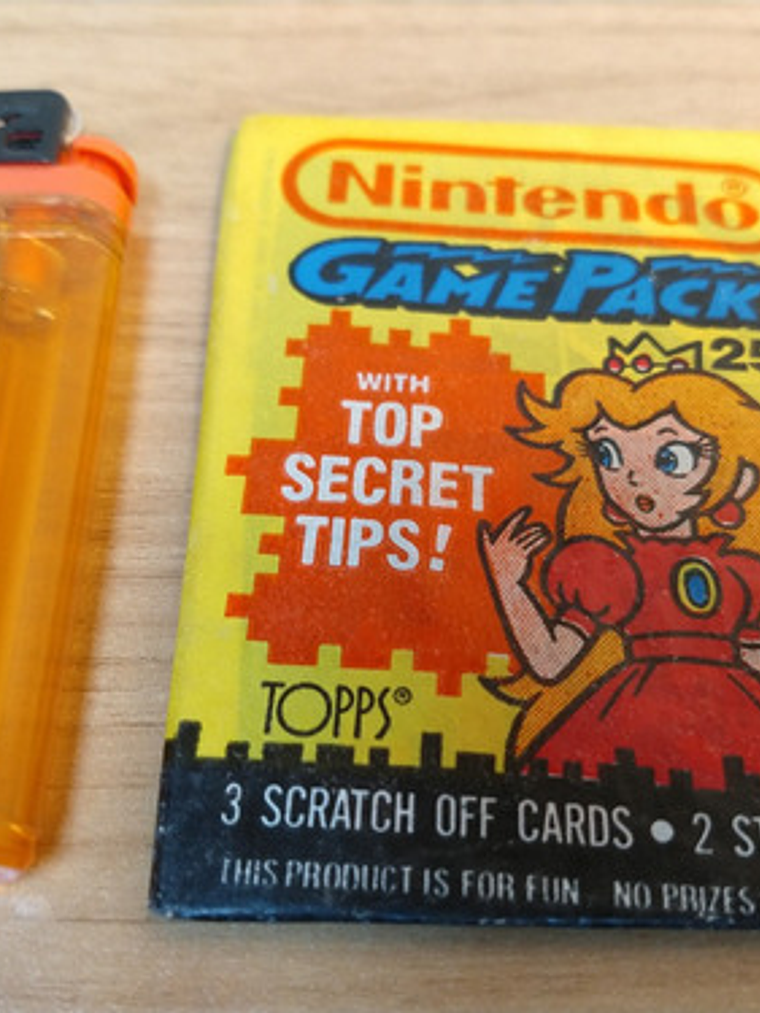 Nintendo®
GAME PACK
25
WITH
TOP
SECRET
TIPS!
TOPPS®
3 SCRATCH OFF CARDS • 2 ST
THIS PRODUCT IS FOR FUN NO PRIZES